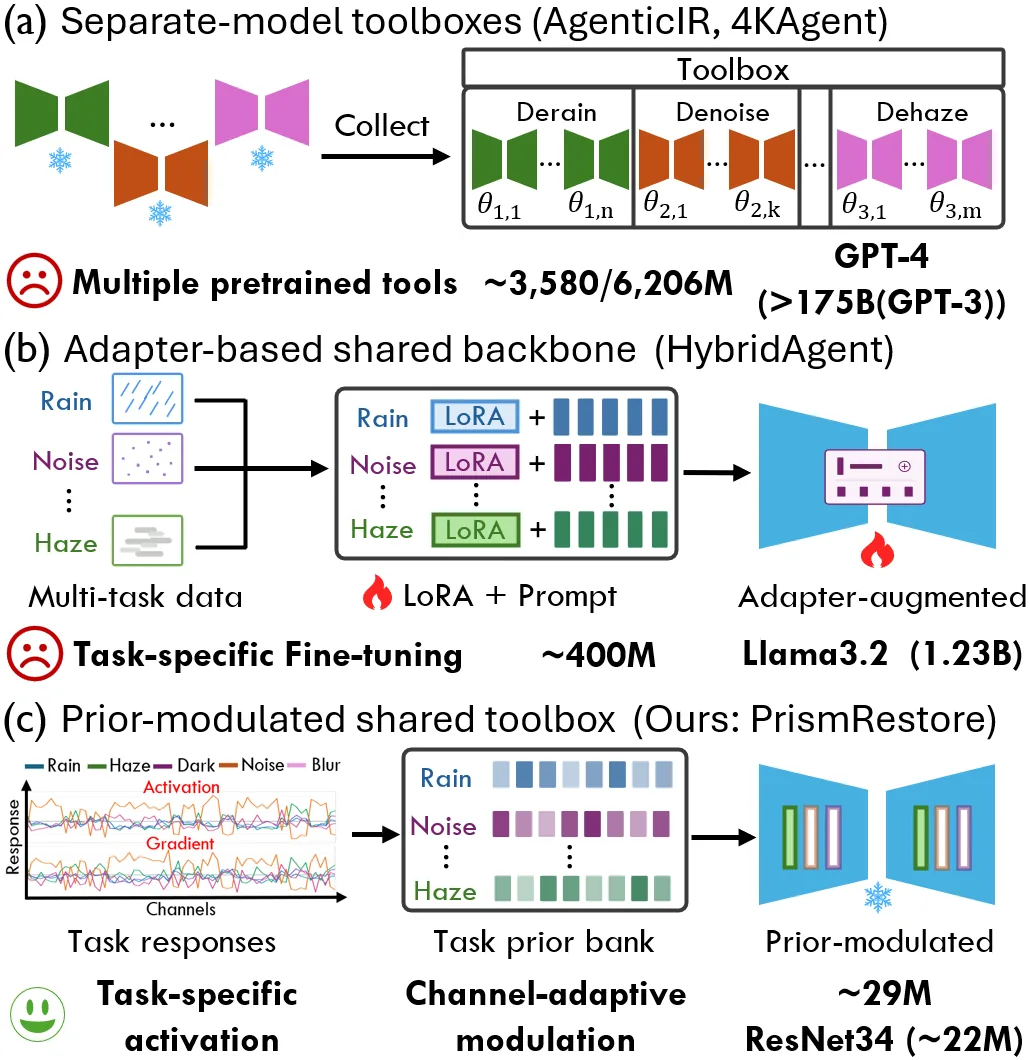 (a) Separate-model toolboxes (AgenticIR, 4KAgent)
Toolbox
...
Collect
Derain
Denoise
Dehaze
... ... ... ...
θ1,1 θ1,n θ2,1 θ2,k θ3,1 θ3,m
Multiple pretrained tools ~3,580/6,206M
GPT-4
(>175B(GPT-3))
(b) Adapter-based shared backbone (HybridAgent)
Rain
Noise
Haze
Multi-task data
Rain LoRA +
Noise LoRA +
Haze LoRA +
LoRA + Prompt
Adapter-augmented
Task-specific Fine-tuning ~400M Llama3.2 (1.23B)
(c) Prior-modulated shared toolbox (Ours: PrismRestore)
Rain Haze Dark Noise Blur
Activation
Response
Gradient
Channels
Task responses
Rain
Noise
Haze
Task prior bank
Prior-modulated
Task-specific
activation
Channel-adaptive
modulation
~29M
ResNet34 (~22M)